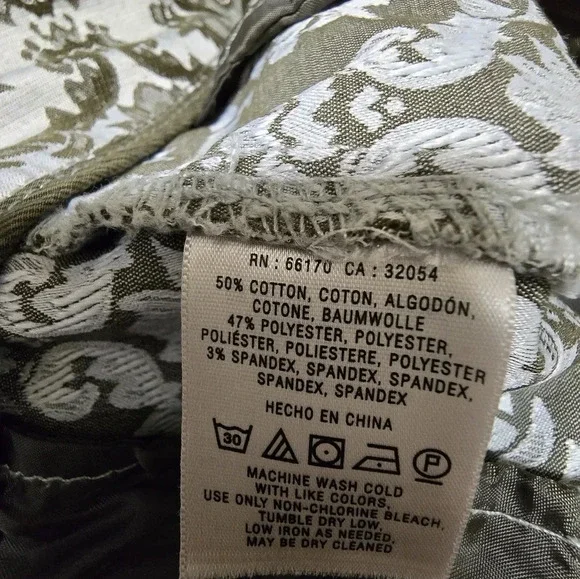 RN : 66170 CA : 32054
50% COTTON, COTON, ALGODÓN,
COTONE, BAUMWOLLE
47% POLYESTER, POLYESTER,
POLIÉSTER, POLIESTERE, POLYESTER
3% SPANDEX, SPANDEX, SPANDEX,
SPANDEX, SPANDEX
HECHO EN CHINA
30 P
MACHINE WASH COLD
WITH LIKE COLORS,
USE ONLY NON-CHLORINE BLEACH,
TUMBLE DRY LOW,
LOW IRON AS NEEDED,
MAY BE DRY CLEANED